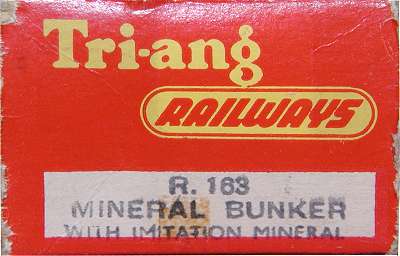 Tri-ang
RAILWAYS
R. 163
MINERAL BUNKER
WITH IMITATION MINERAL